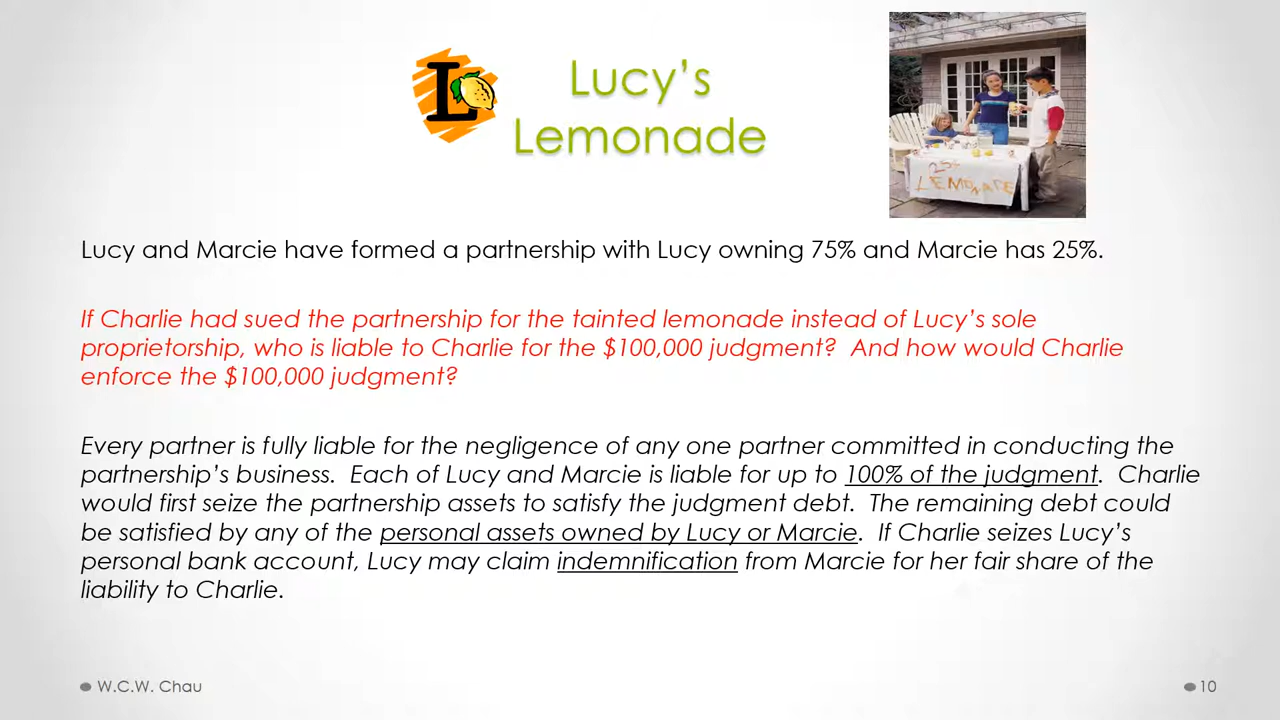 L
Lucy's
Lemonade
25¢
LEMONADE
Lucy and Marcie have formed a partnership with Lucy owning 75% and Marcie has 25%.
If Charlie had sued the partnership for the tainted lemonade instead of Lucy's sole
proprietorship, who is liable to Charlie for the $100,000 judgment?  And how would Charlie
enforce the $100,000 judgment?
Every partner is fully liable for the negligence of any one partner committed in conducting the
partnership's business.  Each of Lucy and Marcie is liable for up to 100% of the judgment.  Charlie
would first seize the partnership assets to satisfy the judgment debt.  The remaining debt could
be satisfied by any of the personal assets owned by Lucy or Marcie.  If Charlie seizes Lucy's
personal bank account, Lucy may claim indemnification from Marcie for her fair share of the
liability to Charlie.
W.C.W. Chau
10